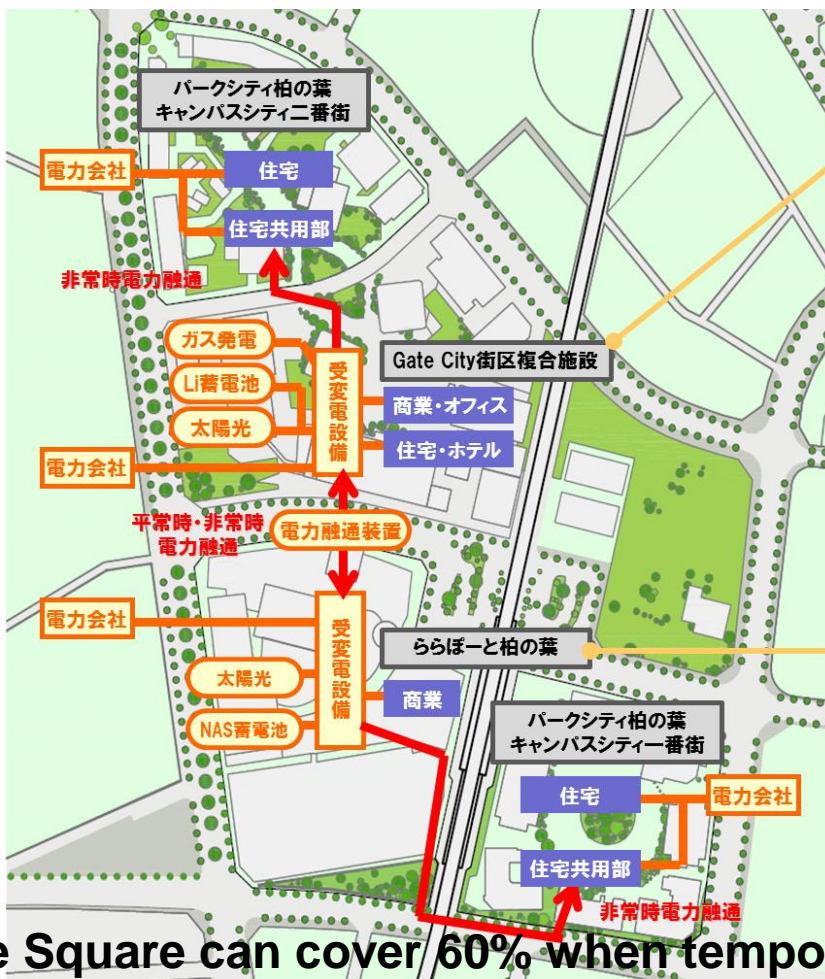 パークシティ柏の葉
キャンパスシティ二番街
電力会社
住宅
住宅共用部
非常時電力融通
ガス発電
Li蓄電池
太陽光
電力会社
受変電設備
Gate City街区複合施設
商業・オフィス
住宅・ホテル
平常時・非常時
電力融通
電力融通装置
電力会社
受変電設備
太陽光
NAS蓄電池
ららぽーと柏の葉
商業
パークシティ柏の葉
キャンパスシティ一番街
住宅
電力会社
住宅共用部
非常時電力融通
e Square can cover 60% when tempo